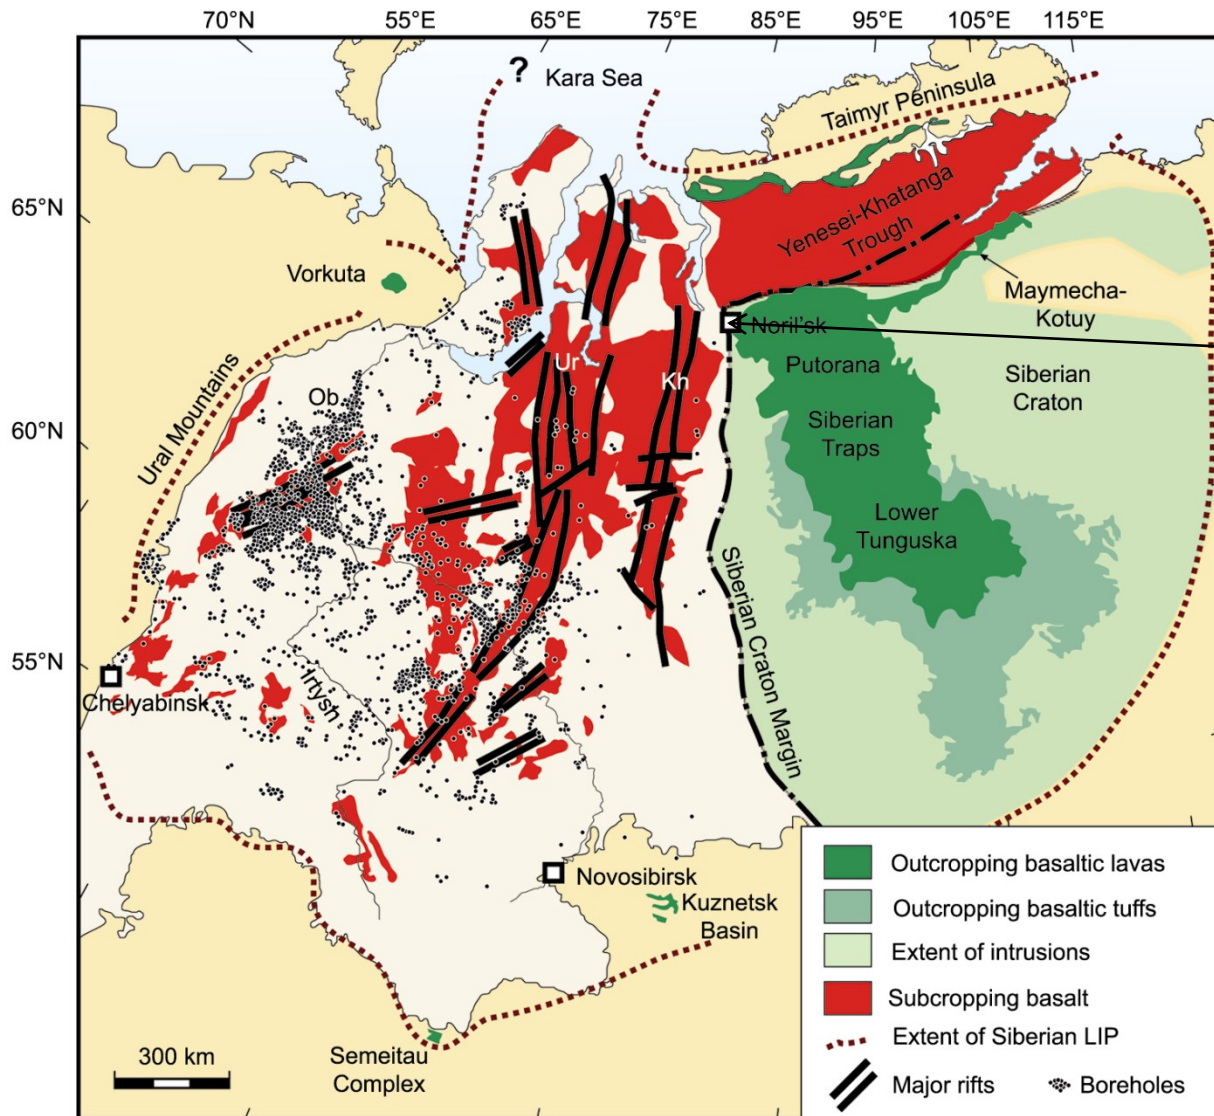 70°N 55°E 65°E 75°E 85°E 95°E 105°E 115°E
?
Kara Sea
Taimyr Peninsula
65°N
Yenesei-Khatanga
Trough
Vorkuta
Maymecha-
Kotuy
Noril'sk
Ural Mountains
Ob
Ur
Kh
Putorana
Siberian
Craton
60°N
Siberian
Traps
Lower
Tunguska
Siberian Craton Margin
55°N
Chelyabinsk
Irtysh
Novosibirsk
Kuznetsk
Basin
Semeitau
Complex
300 km
Outcropping basaltic lavas
Outcropping basaltic tuffs
Extent of intrusions
Subcropping basalt
Extent of Siberian LIP
Major rifts
Boreholes